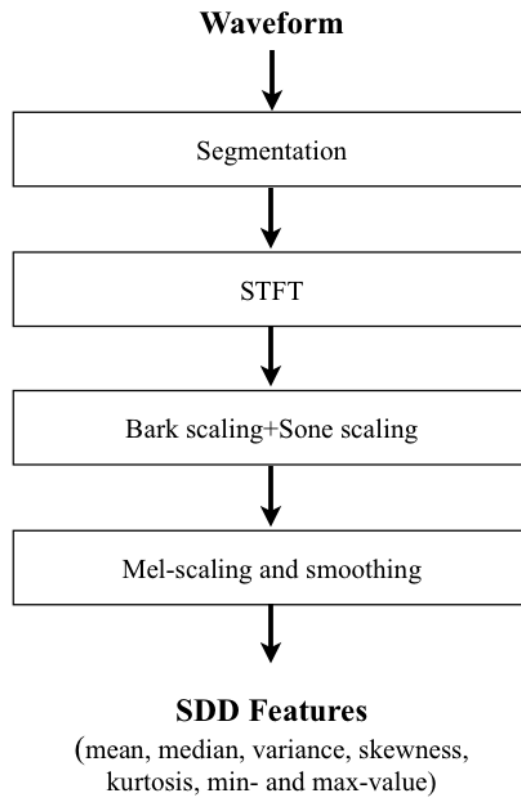 Waveform
Segmentation
STFT
Bark scaling+Sone scaling
Mel-scaling and smoothing
SDD Features
(mean, median, variance, skewness,
kurtosis, min- and max-value)